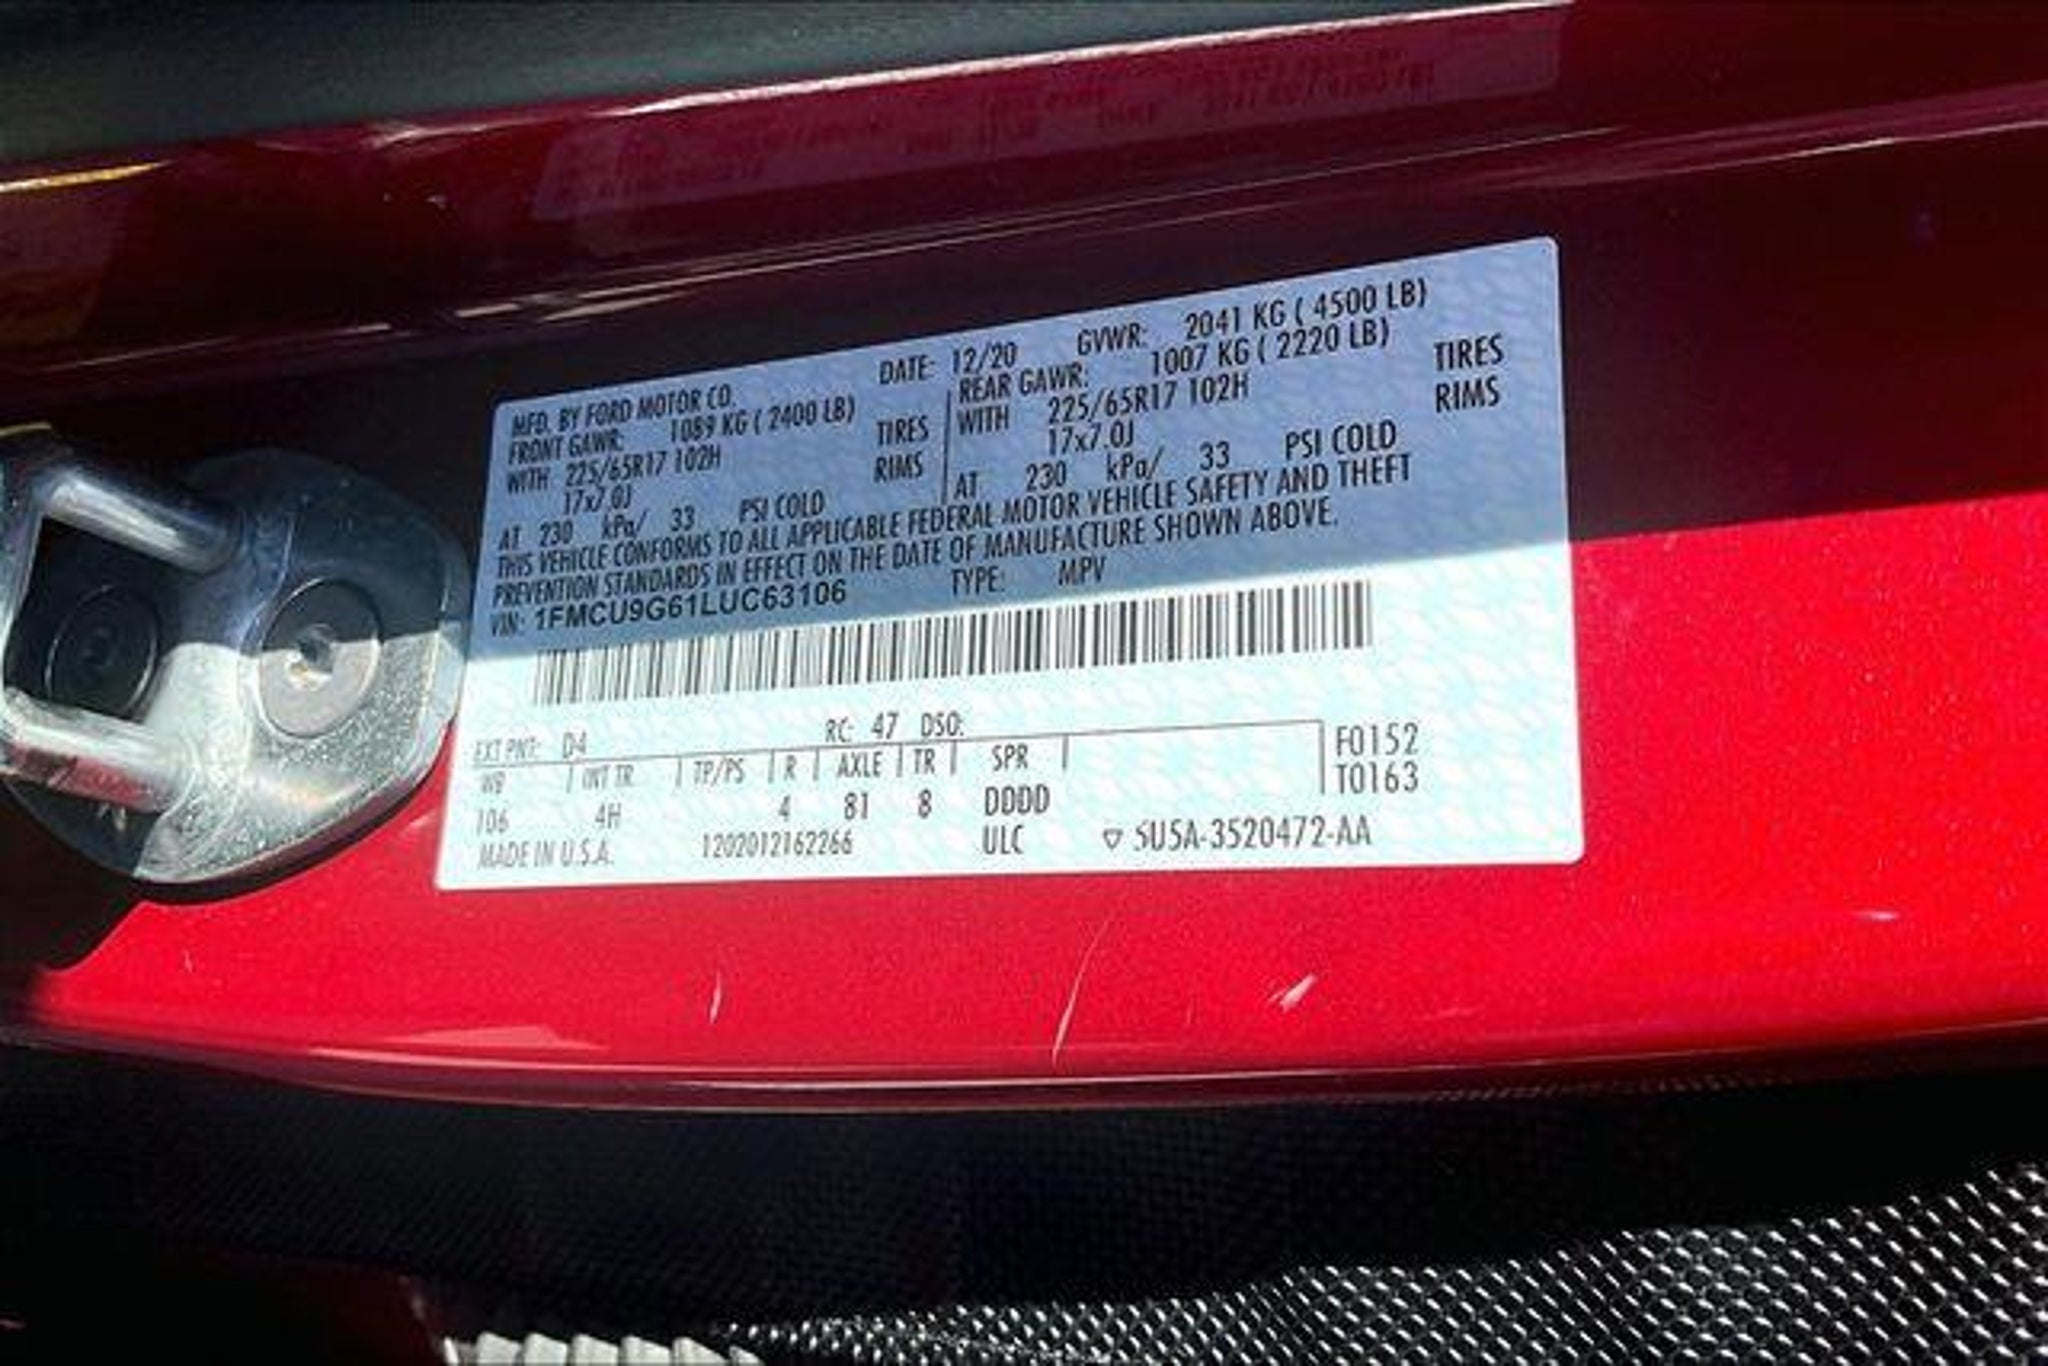 MFD. BY FORD MOTOR CO. DATE: 12/20 GVWR: 2041 KG ( 4500 LB)
FRONT GAWR: 1089 KG ( 2400 LB) REAR GAWR: 1007 KG ( 2220 LB)
WITH 225/65R17 102H TIRES WITH 225/65R17 102H TIRES
17x7.0J RIMS 17x7.0J RIMS
AT 230 kPa/ 33 PSI COLD AT 230 kPa/ 33 PSI COLD
THIS VEHICLE CONFORMS TO ALL APPLICABLE FEDERAL MOTOR VEHICLE SAFETY AND THEFT
PREVENTION STANDARDS IN EFFECT ON THE DATE OF MANUFACTURE SHOWN ABOVE.
VIN: 1FMCU9G61LUC63106 TYPE: MPV
EXT PNT: D4 RC: 47 DSO: F0152
WB INT TR TP/PS R AXLE TR SPR T0163
106 4H 4 81 8 DDDD
MADE IN U.S.A. 1202012162266 ULC ▽ 5U5A-3520472-AA